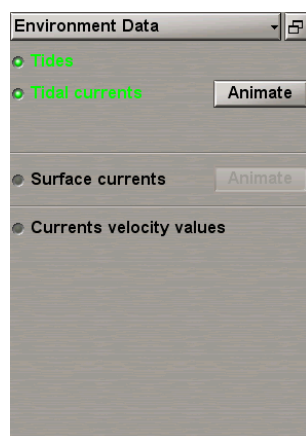 Environment Data
Tides
Tidal currents Animate
Surface currents Animate
Currents velocity values